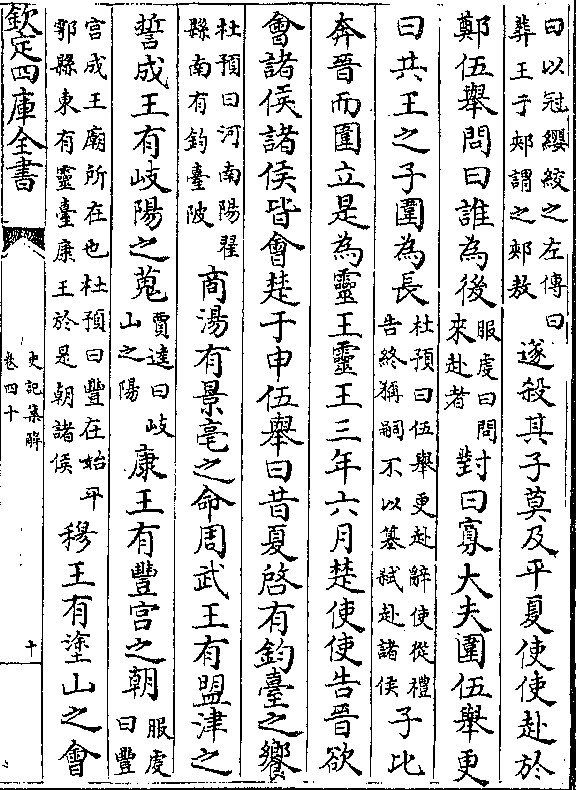 曰以冠纓絞之左傳曰
葬王于郟謂之郟敖
遂殺其子莫及平夏使使赴於
鄭伍舉問曰誰為後
服䖍曰問
來赴者
對曰寡大夫圍伍舉更
曰共王之子圍為長
杜預曰伍舉更赴辭使從禮
告終稱嗣不以簒弑赴諸侯
子比
奔晉而圍立是為靈王靈王三年六月楚使使告晉欲
會諸侯諸侯皆會楚于申伍舉曰昔夏啓有鈞臺之饗
杜預曰河南陽翟
縣南有鈞臺陂
商湯有景亳之命周武王有盟津之
誓成王有岐陽之蒐
賈逵曰岐
山之陽
康王有豐宫之朝
服䖍
曰豐
宫成王廟所在也杜預曰豐在始平
鄠縣東有靈臺康王於是朝諸侯
穆王有塗山之會
欽定四庫全書
史記集解
卷四十
十